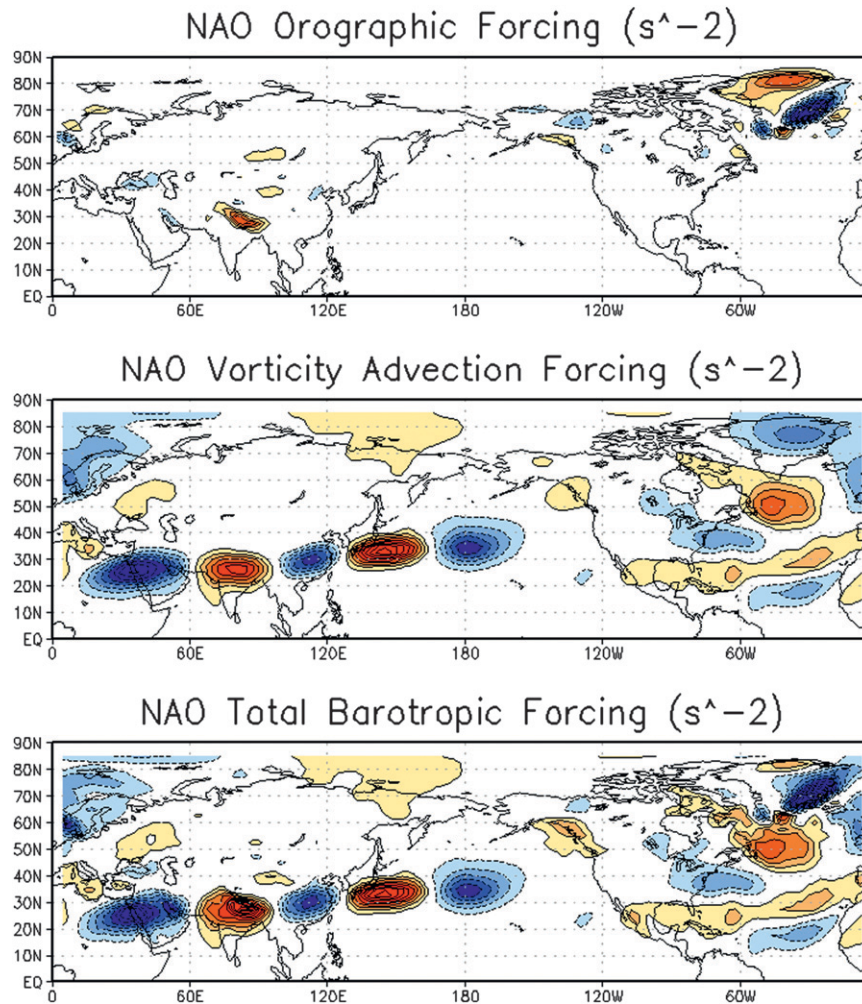 NAO Orographic Forcing (s^-2)
90N
80N
70N
60N
50N
40N
30N
20N
10N
EQ
0 60E 120E 180 120W 60W
NAO Vorticity Advection Forcing (s^-2)
90N
80N
70N
60N
50N
40N
30N
20N
10N
EQ
0 60E 120E 180 120W 60W
NAO Total Barotropic Forcing (s^-2)
90N
80N
70N
60N
50N
40N
30N
20N
10N
EQ
0 60E 120E 180 120W 60W